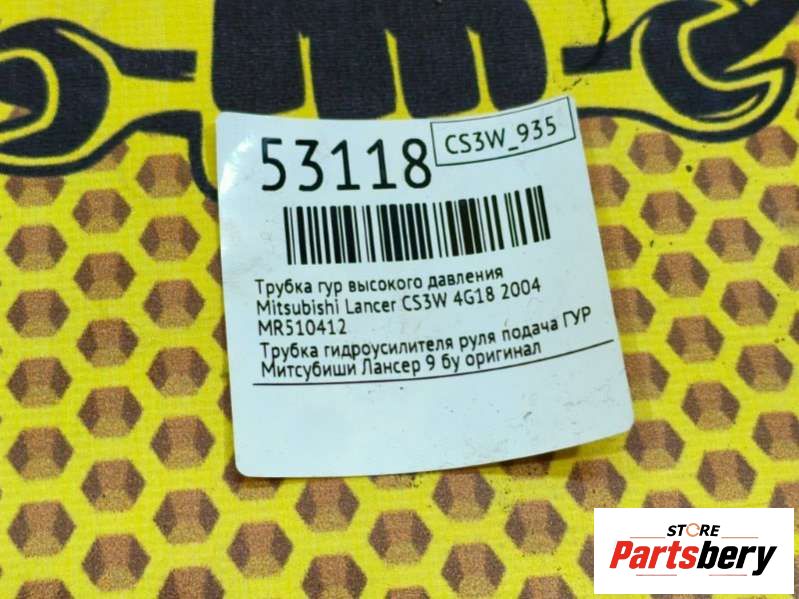 53118
CS3W_935
Трубка гур высокого давления
Mitsubishi Lancer CS3W 4G18 2004
MR510412
Трубка гидроусилителя руля подача ГУР
Митсубиши Лансер 9 бу оригинал
STORE
Partsbery